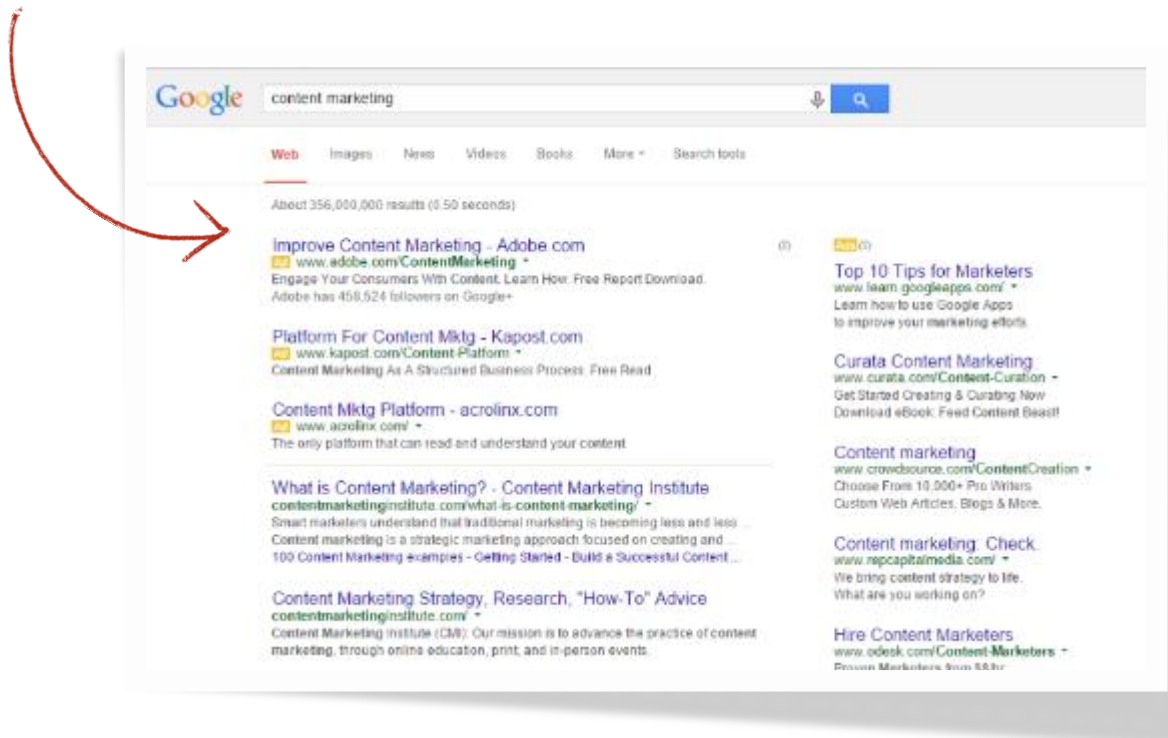 Google
content marketing
Web Images News Videos Books More Search tools
About 356,000,000 results (0.50 seconds)
Improve Content Marketing - Adobe.com
Ad www.adobe.com/ContentMarketing
Engage Your Consumers With Content. Learn How. Free Report Download.
Adobe has 458,524 followers on Google+
Platform For Content Mktg - Kapost.com
Ad www.kapost.com/Content-Platform
Content Marketing As A Structured Business Process. Free Read
Content Mktg Platform - acrolinx.com
Ad www.acrolinx.com/
The only platform that can read and understand your content
What is Content Marketing? - Content Marketing Institute
contentmarketinginstitute.com/what-is-content-marketing/
Smart marketers understand that traditional marketing is becoming less and less ...
Content marketing is a strategic marketing approach focused on creating and ...
100 Content Marketing examples - Getting Started - Build a Successful Content ...
Content Marketing Strategy, Research, "How-To" Advice
contentmarketinginstitute.com/
Content Marketing Institute (CMI): Our mission is to advance the practice of content
marketing, through online education, print, and in-person events.
Ads
Top 10 Tips for Marketers
www.learn.googleapps.com/
Learn how to use Google Apps
to improve your marketing efforts.
Curata Content Marketing
www.curata.com/Content-Curation
Get Started Creating & Curating Now
Download eBook: Feed Content Beast!
Content marketing
www.crowdsource.com/ContentCreation
Choose From 10,000+ Pro Writers
Custom Web Articles, Blogs & More.
Content marketing: Check.
www.repcapitalmedia.com/
We bring content strategy to life.
What are you working on?
Hire Content Marketers
www.odesk.com/Content-Marketers
Proven Marketers from $8/hr